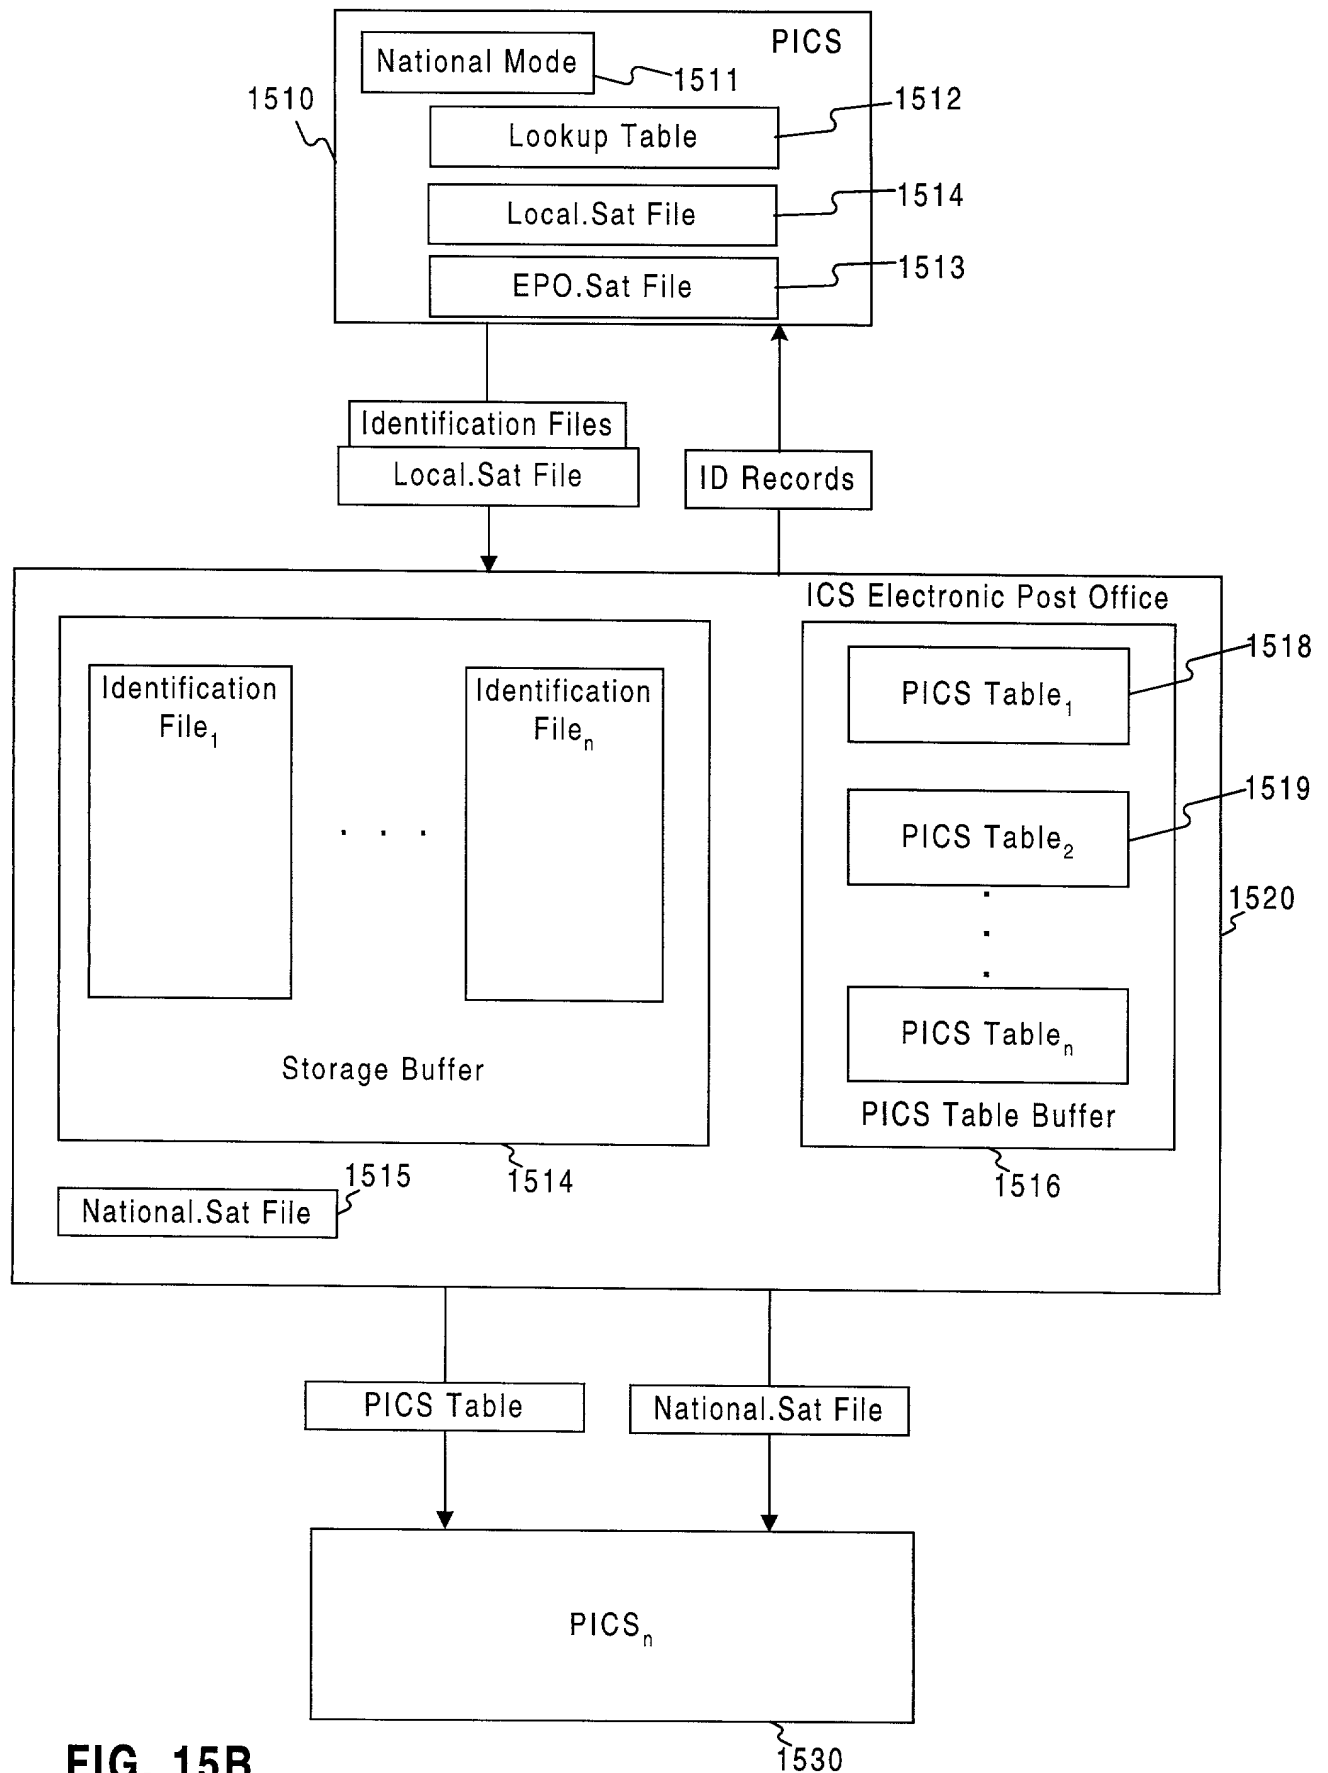 PICS
National Mode
1511
1510
1512
Lookup Table
1514
Local.Sat File
1513
EPO.Sat File
Identification Files
Local.Sat File
ID Records
ICS Electronic Post Office
1518
Identification
File1
Identification
Filen
PICS Table1
1519
. . .
PICS Table2
1520
.
.
.
PICS Tablen
Storage Buffer
PICS Table Buffer
1515
1514
1516
National.Sat File
PICS Table
National.Sat File
PICSn
1530
FIG. 15B